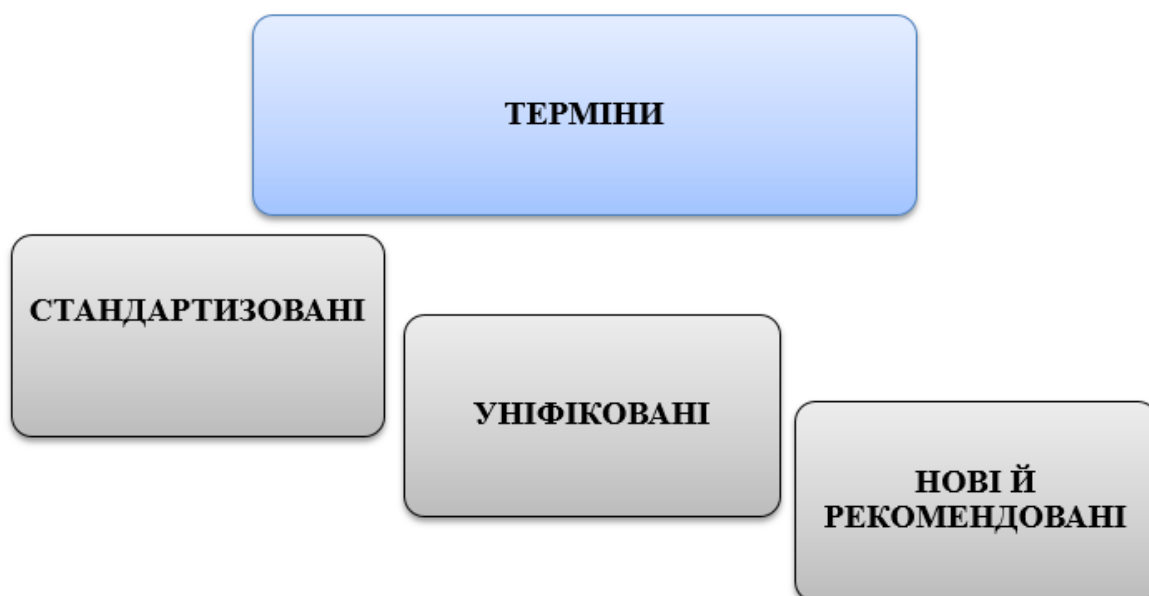 ТЕРМІНИ
СТАНДАРТИЗОВАНІ
УНІФІКОВАНІ
НОВІ Й
РЕКОМЕНДОВАНІ